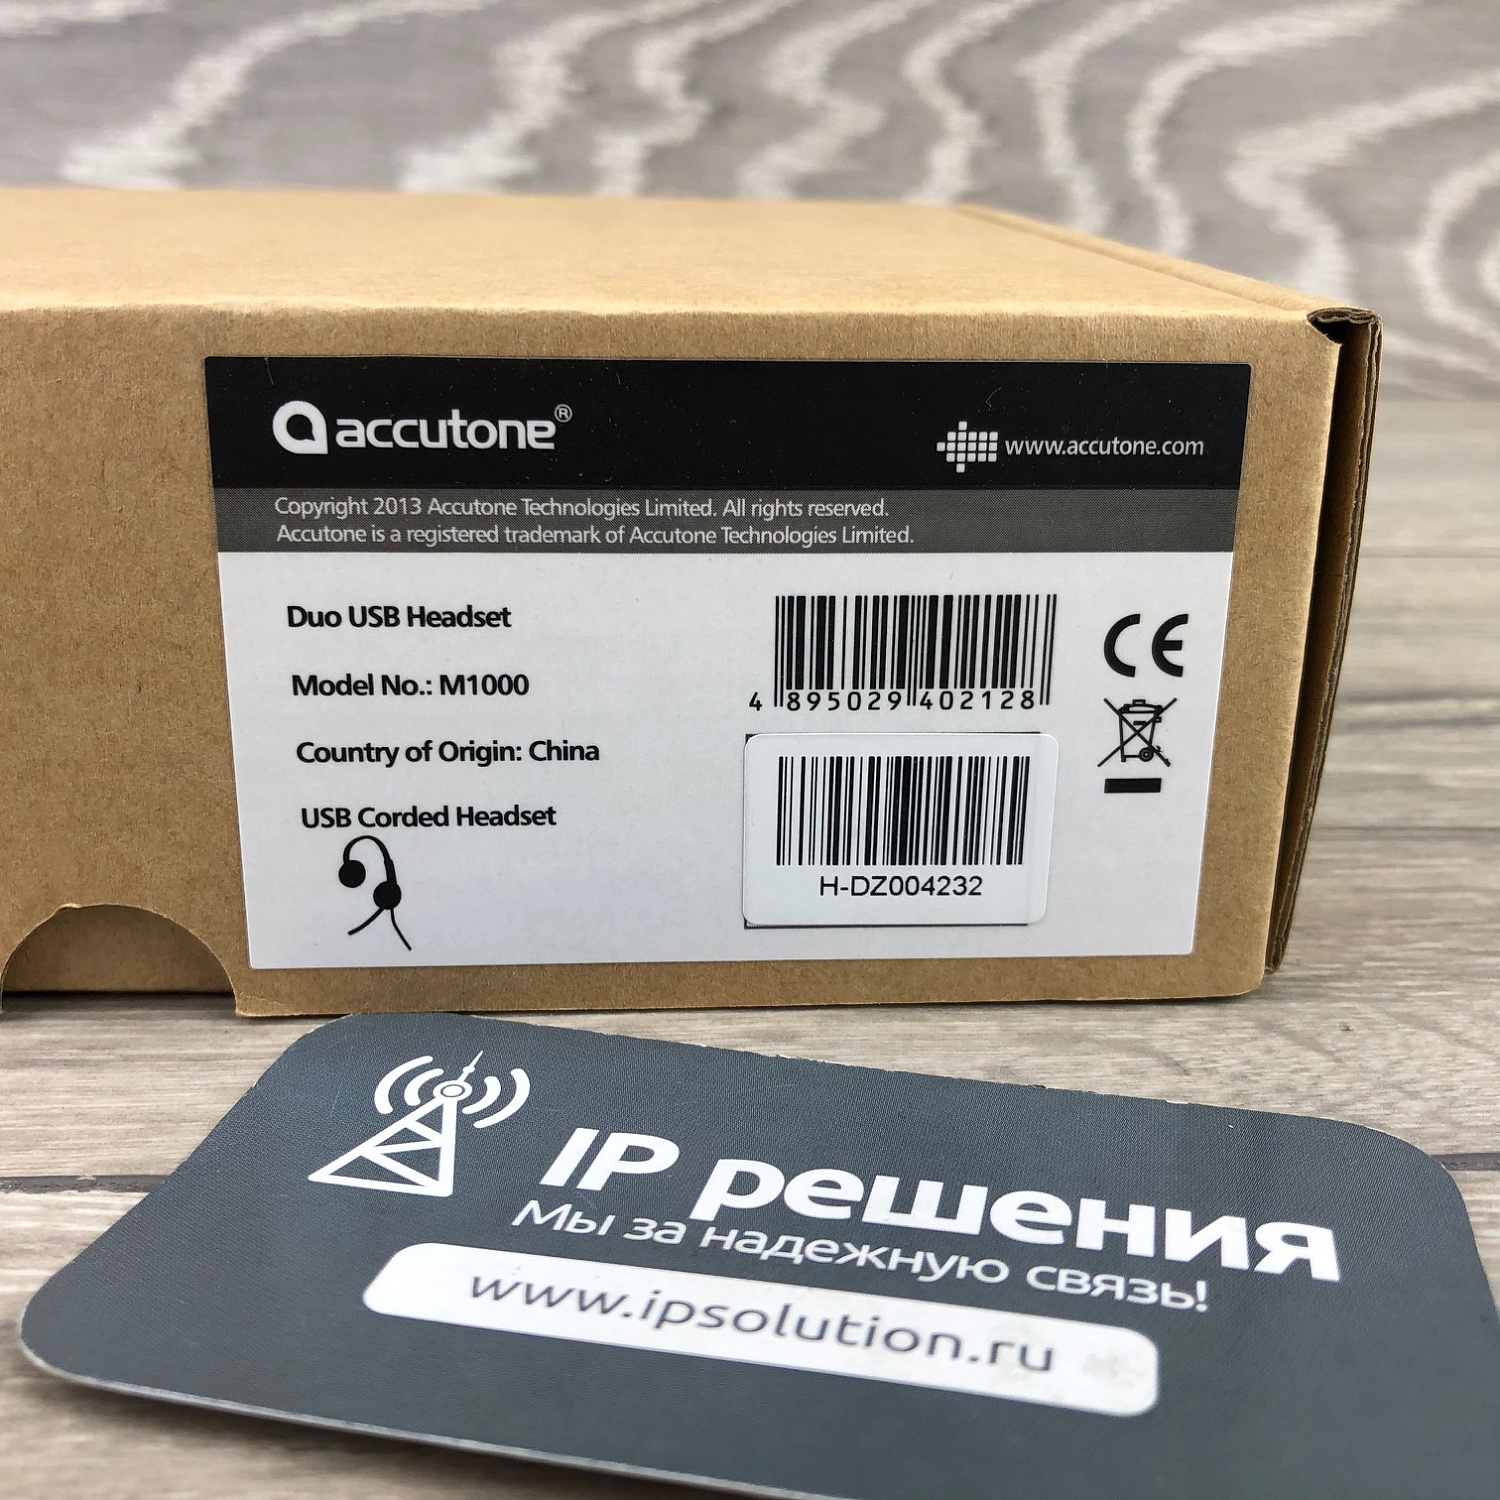 accutone®
www.accutone.com
Copyright 2013 Accutone Technologies Limited. All rights reserved.
Accutone is a registered trademark of Accutone Technologies Limited.
Duo USB Headset
Model No.: M1000
Country of Origin: China
USB Corded Headset
4 895029 402128
CE
H-DZ004232
IP решения
Мы за надежную связь!
www.ipsolution.ru